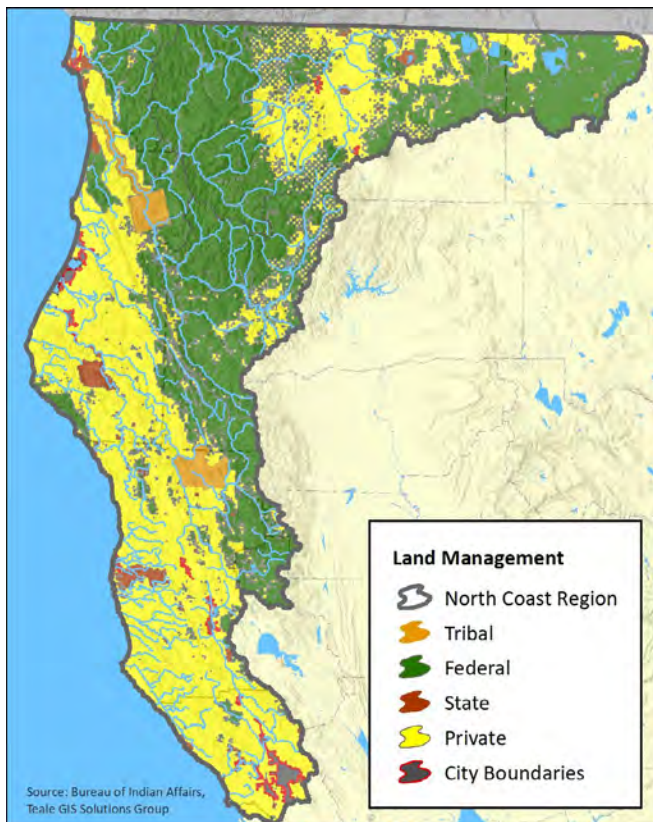 Land Management
North Coast Region
Tribal
Federal
State
Private
City Boundaries
Source: Bureau of Indian Affairs,
Teale GIS Solutions Group